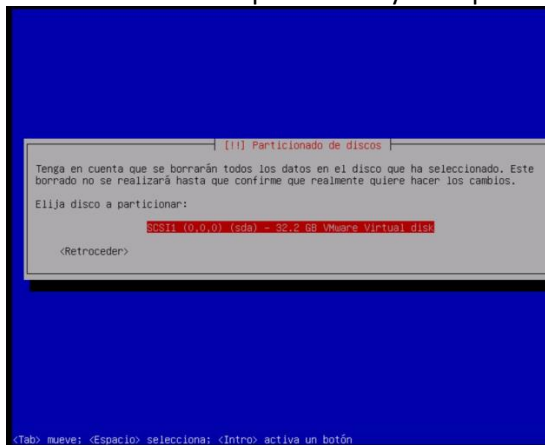 [!!] Particionado de discos
Tenga en cuenta que se borrarán todos los datos en el disco que ha seleccionado. Este
borrado no se realizará hasta que confirme que realmente quiere hacer los cambios.
Elija disco a particionar:
SCSI1 (0,0,0) (sda) - 32.2 GB VMware Virtual disk
<Retroceder>
<Tab> mueve; <Espacio> selecciona; <Intro> activa un botón